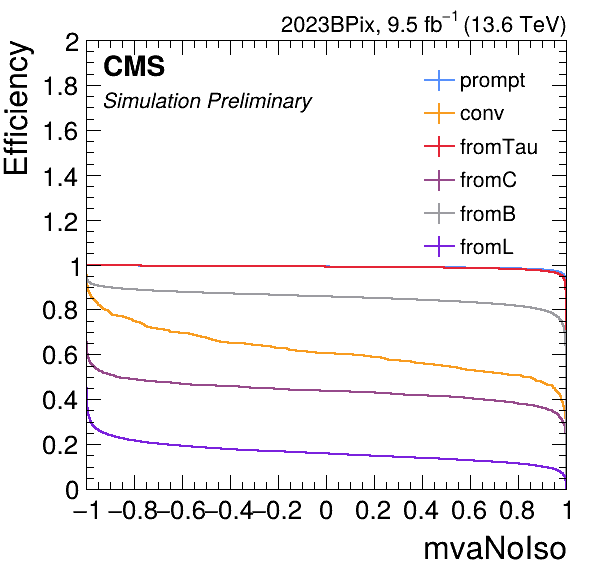 2023BPix, 9.5 fb⁻¹ (13.6 TeV)
CMS
Simulation Preliminary
prompt
conv
fromTau
fromC
fromB
fromL
Efficiency
2
1.8
1.6
1.4
1.2
1
0.8
0.6
0.4
0.2
0
−1 −0.8 −0.6 −0.4 −0.2 0 0.2 0.4 0.6 0.8 1
mvaNoIso